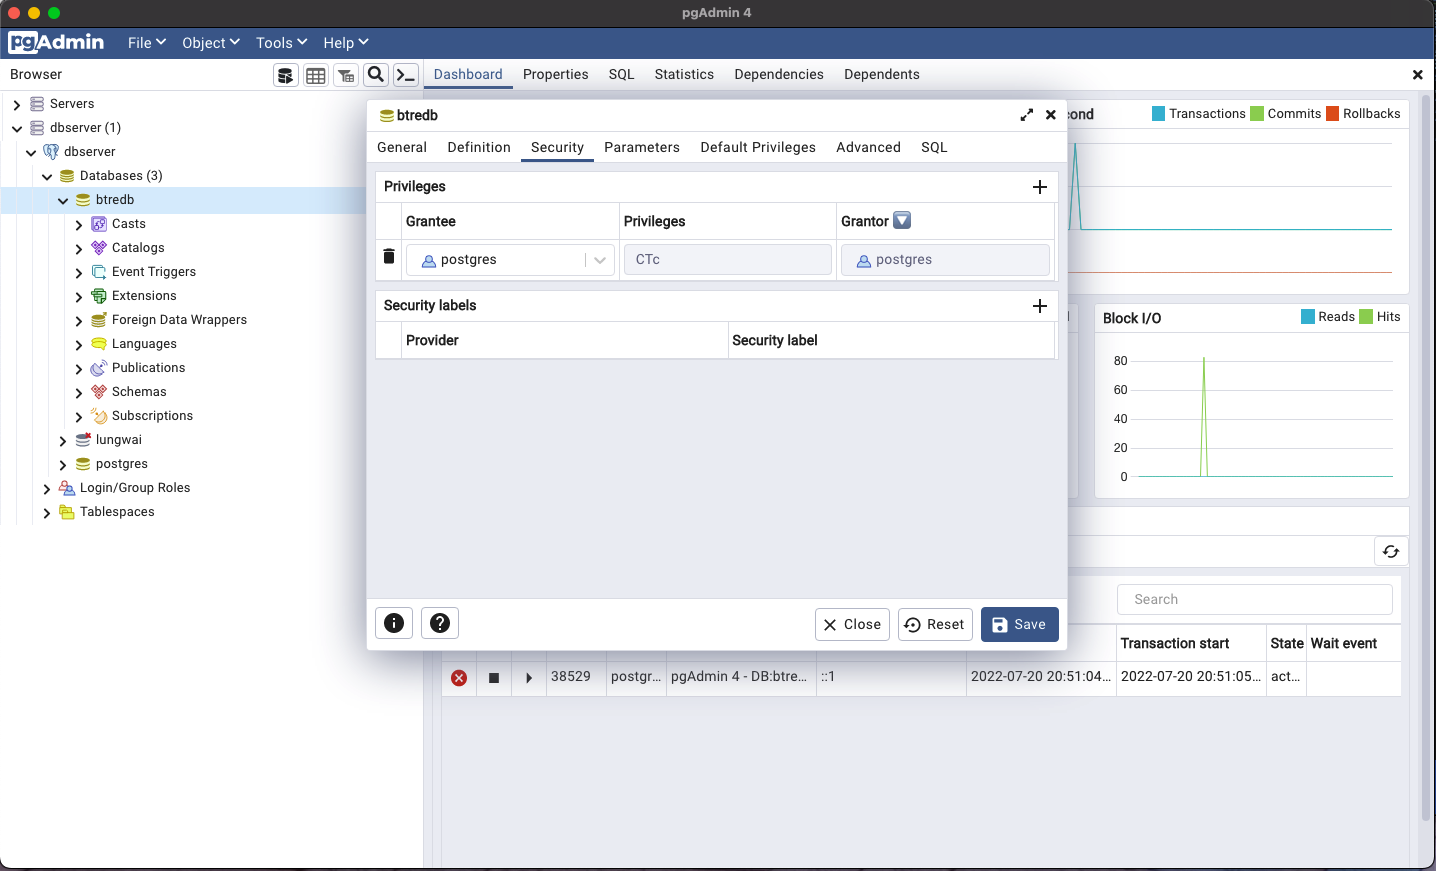 pgAdmin 4
pgAdmin File Object Tools Help
Browser
Dashboard Properties SQL Statistics Dependencies Dependents
Servers
dbserver (1)
dbserver
Databases (3)
btredb
Casts
Catalogs
Event Triggers
Extensions
Foreign Data Wrappers
Languages
Publications
Schemas
Subscriptions
lungwai
postgres
Login/Group Roles
Tablespaces
btredb
General Definition Security Parameters Default Privileges Advanced SQL
Privileges
Grantee Privileges Grantor
postgres CTc postgres
Security labels
Provider Security label
Close Reset Save
ond Transactions Commits Rollbacks
Block I/O Reads Hits
80
60
40
20
0
Search
Transaction start State Wait event
38529 postgr... pgAdmin 4 - DB:btre... ::1 2022-07-20 20:51:04... 2022-07-20 20:51:05... act...